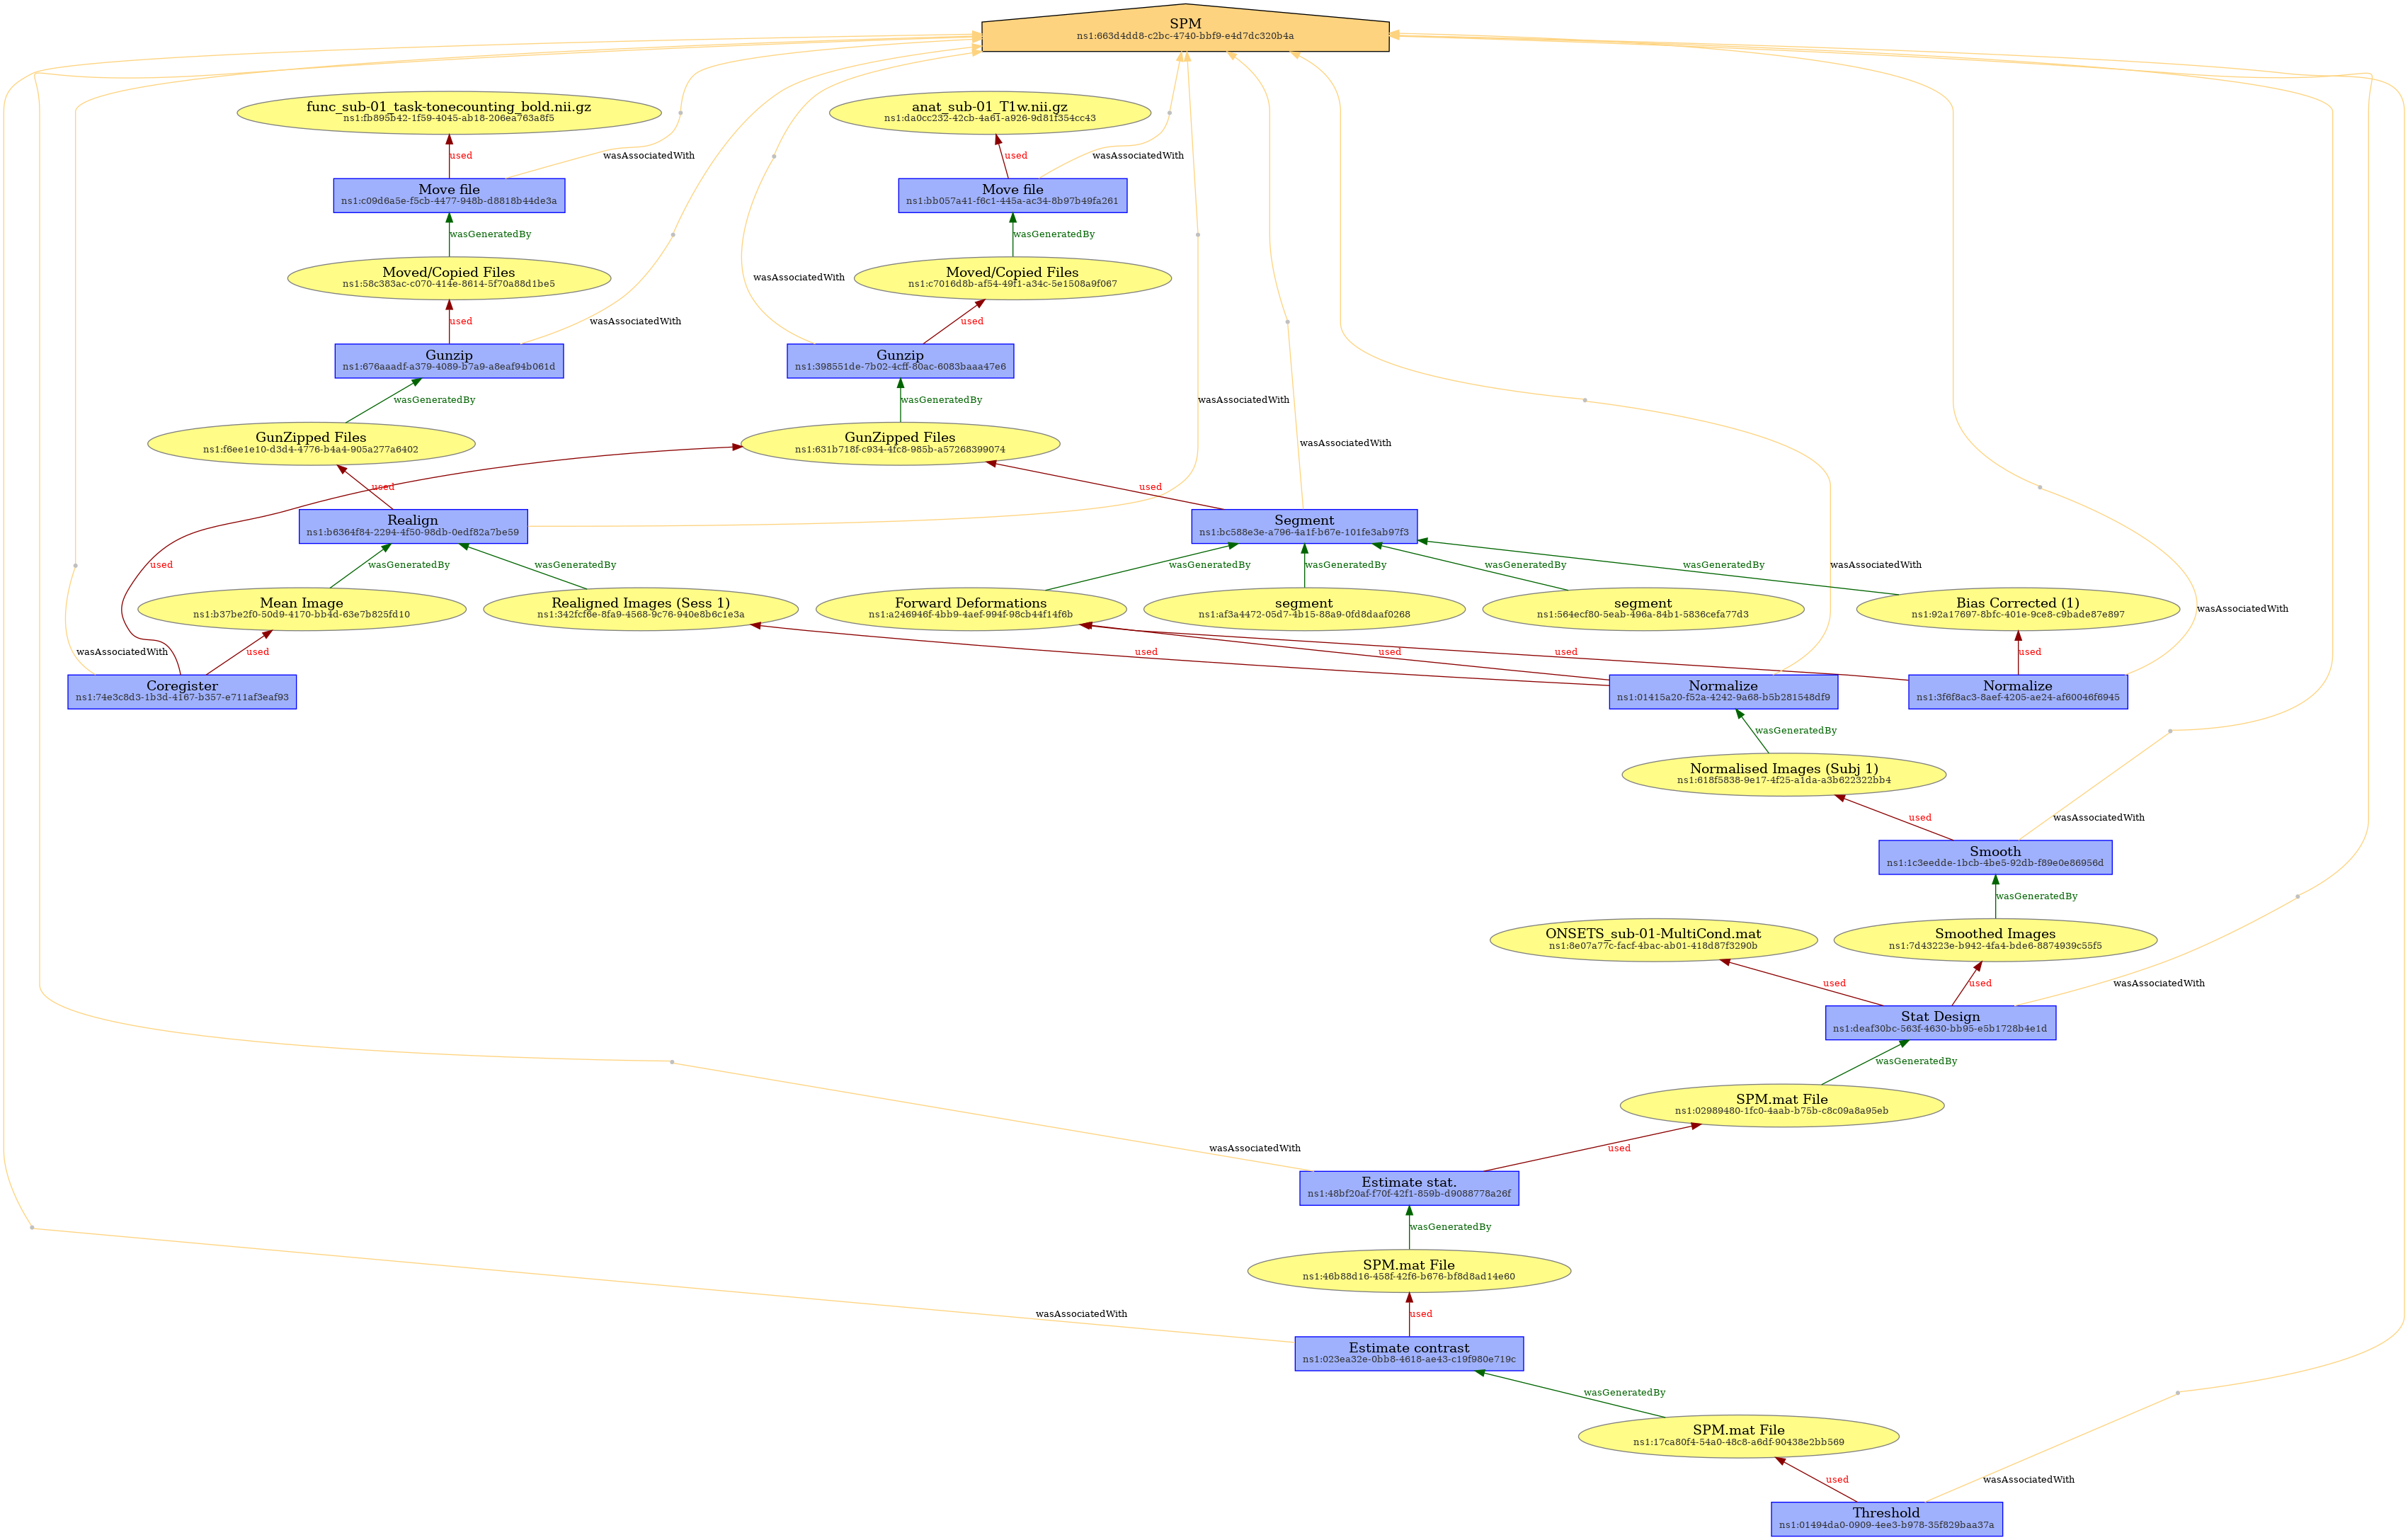 SPM
ns1:663d4dd8-c2bc-4740-bbf9-e4d7dc320b4a
func_sub-01_task-tonecounting_bold.nii.gz
ns1:fb895b42-1f59-4045-ab18-206ea763a8f5
anat_sub-01_T1w.nii.gz
ns1:da0cc232-42cb-4a61-a926-9d81f354cc43
used
wasAssociatedWith
used
wasAssociatedWith
Move file
ns1:c09d6a5e-f5cb-4477-948b-d8818b44de3a
Move file
ns1:bb057a41-f6c1-445a-ac34-8b97b49fa261
wasGeneratedBy
wasGeneratedBy
Moved/Copied Files
ns1:58c383ac-c070-414e-8614-5f70a88d1be5
Moved/Copied Files
ns1:c7016d8b-af54-49f1-a34c-5e1508a9f067
wasAssociatedWith
used
wasAssociatedWith
used
Gunzip
ns1:676aaadf-a379-4089-b7a9-a8eaf94b061d
Gunzip
ns1:398551de-7b02-4cff-80ac-6083baaa47e6
wasGeneratedBy
wasGeneratedBy
wasAssociatedWith
GunZipped Files
ns1:f6ee1e10-d3d4-4776-b4a4-905a277a6402
GunZipped Files
ns1:631b718f-c934-4fc8-985b-a57268399074
wasAssociatedWith
used
used
Realign
ns1:b6364f84-2294-4f50-98db-0edf82a7be59
Segment
ns1:bc588e3e-a796-4a1f-b67e-101fe3ab97f3
used
wasGeneratedBy
wasGeneratedBy
wasGeneratedBy
wasGeneratedBy
wasGeneratedBy
wasGeneratedBy
wasAssociatedWith
Mean Image
ns1:b37be2f0-50d9-4170-bb4d-63e7b825fd10
Realigned Images (Sess 1)
ns1:342fcf6e-8fa9-4568-9c76-940e8b6c1e3a
Forward Deformations
ns1:a246946f-4bb9-4aef-994f-98cb44f14f6b
segment
ns1:af3a4472-05d7-4b15-88a9-0fd8daaf0268
segment
ns1:564ecf80-5eab-496a-84b1-5836cefa77d3
Bias Corrected (1)
ns1:92a17697-8bfc-401e-9ce8-c9bade87e897
wasAssociatedWith
wasAssociatedWith
used
used
used
used
used
Coregister
ns1:74e3c8d3-1b3d-4167-b357-e711af3eaf93
Normalize
ns1:01415a20-f52a-4242-9a68-b5b281548df9
Normalize
ns1:3f6f8ac3-8aef-4205-ae24-af60046f6945
wasGeneratedBy
Normalised Images (Subj 1)
ns1:618f5838-9e17-4f25-a1da-a3b622322bb4
used
wasAssociatedWith
Smooth
ns1:1c3eedde-1bcb-4be5-92db-f89e0e86956d
wasGeneratedBy
ONSETS_sub-01-MultiCond.mat
ns1:8e07a77c-facf-4bac-ab01-418d87f3290b
Smoothed Images
ns1:7d43223e-b942-4fa4-bde6-8874939c55f5
used
used
wasAssociatedWith
Stat Design
ns1:deaf30bc-563f-4630-bb95-e5b1728b4e1d
wasGeneratedBy
SPM.mat File
ns1:02989480-1fc0-4aab-b75b-c8c09a8a95eb
wasAssociatedWith
used
Estimate stat.
ns1:48bf20af-f70f-42f1-859b-d9088778a26f
wasGeneratedBy
SPM.mat File
ns1:46b88d16-458f-42f6-b676-bf8d8ad14e60
wasAssociatedWith
used
Estimate contrast
ns1:023ea32e-0bb8-4618-ae43-c19f980e719c
wasGeneratedBy
SPM.mat File
ns1:17ca80f4-54a0-48c8-a6df-90438e2bb569
used
wasAssociatedWith
Threshold
ns1:01494da0-0909-4ee3-b978-35f829baa37a